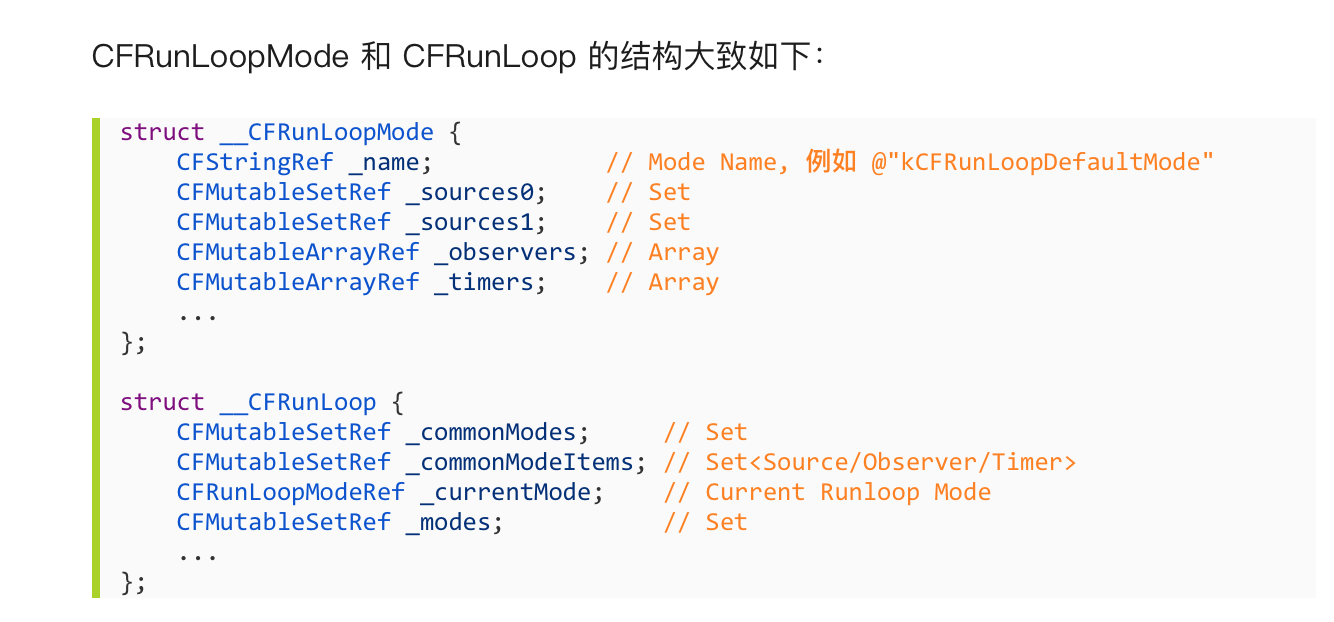 CFRunLoopMode 和 CFRunLoop 的结构大致如下：
struct __CFRunLoopMode {
    CFStringRef _name;            // Mode Name, 例如 @"kCFRunLoopDefaultMode"
    CFMutableSetRef _sources0;    // Set
    CFMutableSetRef _sources1;    // Set
    CFMutableArrayRef _observers; // Array
    CFMutableArrayRef _timers;    // Array
    ...
};
struct __CFRunLoop {
    CFMutableSetRef _commonModes;     // Set
    CFMutableSetRef _commonModeItems; // Set<Source/Observer/Timer>
    CFRunLoopModeRef _currentMode;    // Current Runloop Mode
    CFMutableSetRef _modes;           // Set
    ...
};